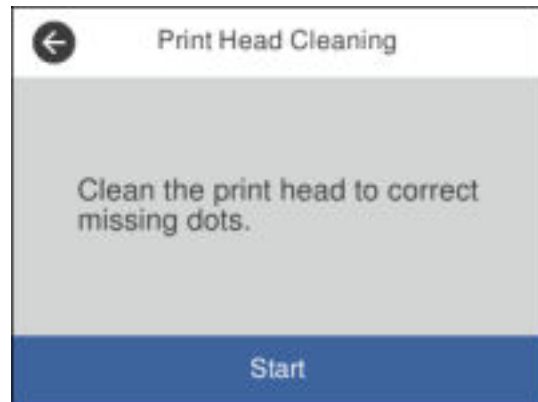 Print Head Cleaning
Clean the print head to correct
missing dots.
Start